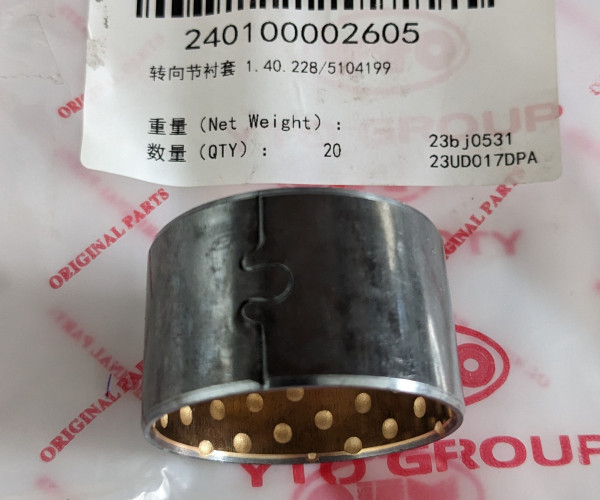 240100002605
转向节衬套 1.40.228/5104199
重量 (Net Weight) :
数量 (QTY) : 20
23bj0531
23UD017DPA
GROUP
ORIGINAL PARTS
ORIGINAL PARTS
YTO
ORIGINAL PARTS
YTO GROUP